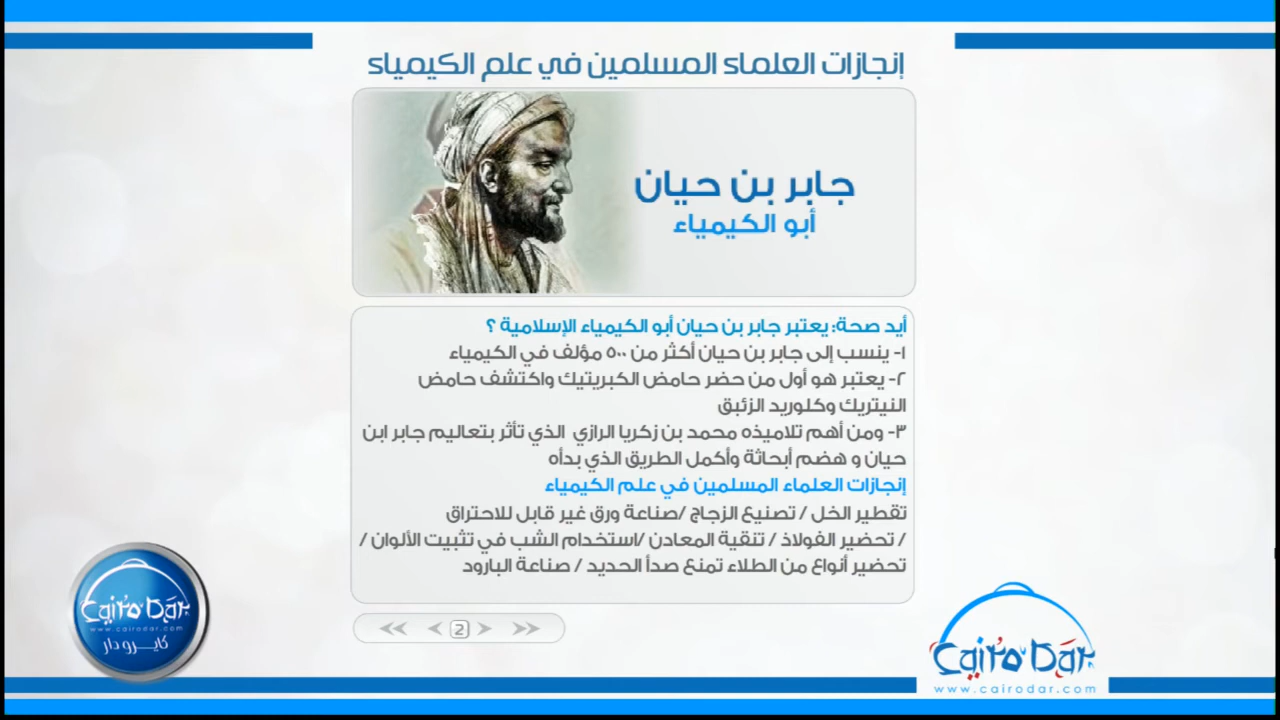 إنجازات العلماء المسلمين في علم الكيمياء
جابر بن حيان
أبو الكيمياء
أيد صحة: يعتبر جابر بن حيان أبو الكيمياء الإسلامية ؟
١- ينسب إلى جابر بن حيان أكثر من ٥٠٠ مؤلف في الكيمياء
٢- يعتبر هو أول من حضر حامض الكبريتيك واكتشف حامض
النيتريك وكلوريد الزئبق
٣- ومن أهم تلاميذه محمد بن زكريا الرازي الذي تأثر بتعاليم جابر ابن
حيان و هضم أبحاثة وأكمل الطريق الذي بدأه
إنجازات العلماء المسلمين في علم الكيمياء
تقطير الخل / تصنيع الزجاج /صناعة ورق غير قابل للاحتراق
/ تحضير الفولاذ / تنقية المعادن /استخدام الشب في تثبيت الألوان /
تحضير أنواع من الطلاء تمنع صدأ الحديد / صناعة البارود
2
Cairo Dar
www.cairodar.com
كايرو دار
Cairo Dar
www.cairodar.com